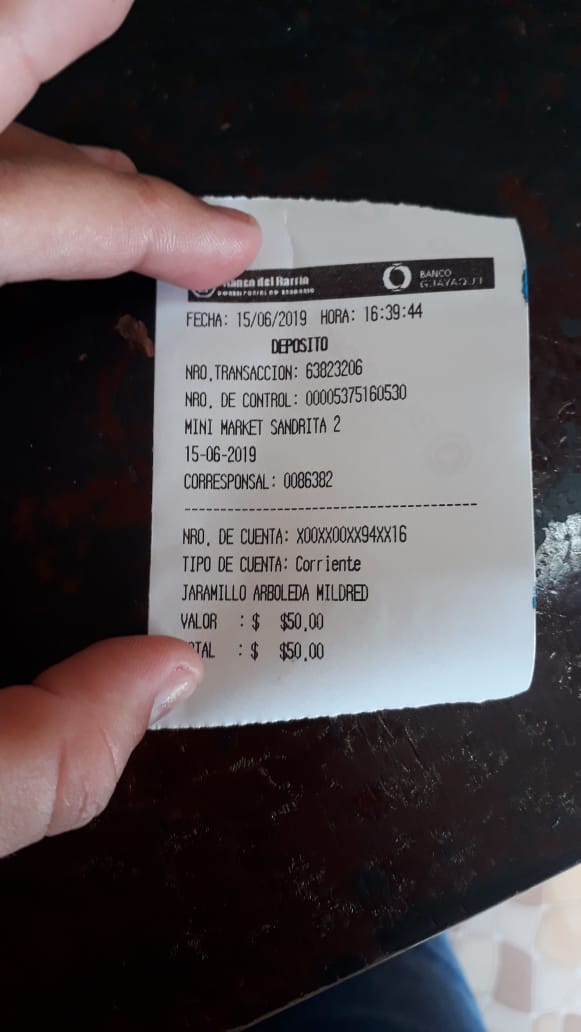 Banco del Barrio
BANCO
GUAYAQUIL
FECHA: 15/06/2019 HORA: 16:39:44
DEPOSITO
NRO.TRANSACCION: 63823206
NRO. DE CONTROL: 00005375160530
MINI MARKET SANDRITA 2
15-06-2019
CORRESPONSAL: 0086382
NRO. DE CUENTA: X00XX00XX94XX16
TIPO DE CUENTA: Corriente
JARAMILLO ARBOLEDA MILDRED
VALOR : $ $50,00
OTAL : $ $50,00